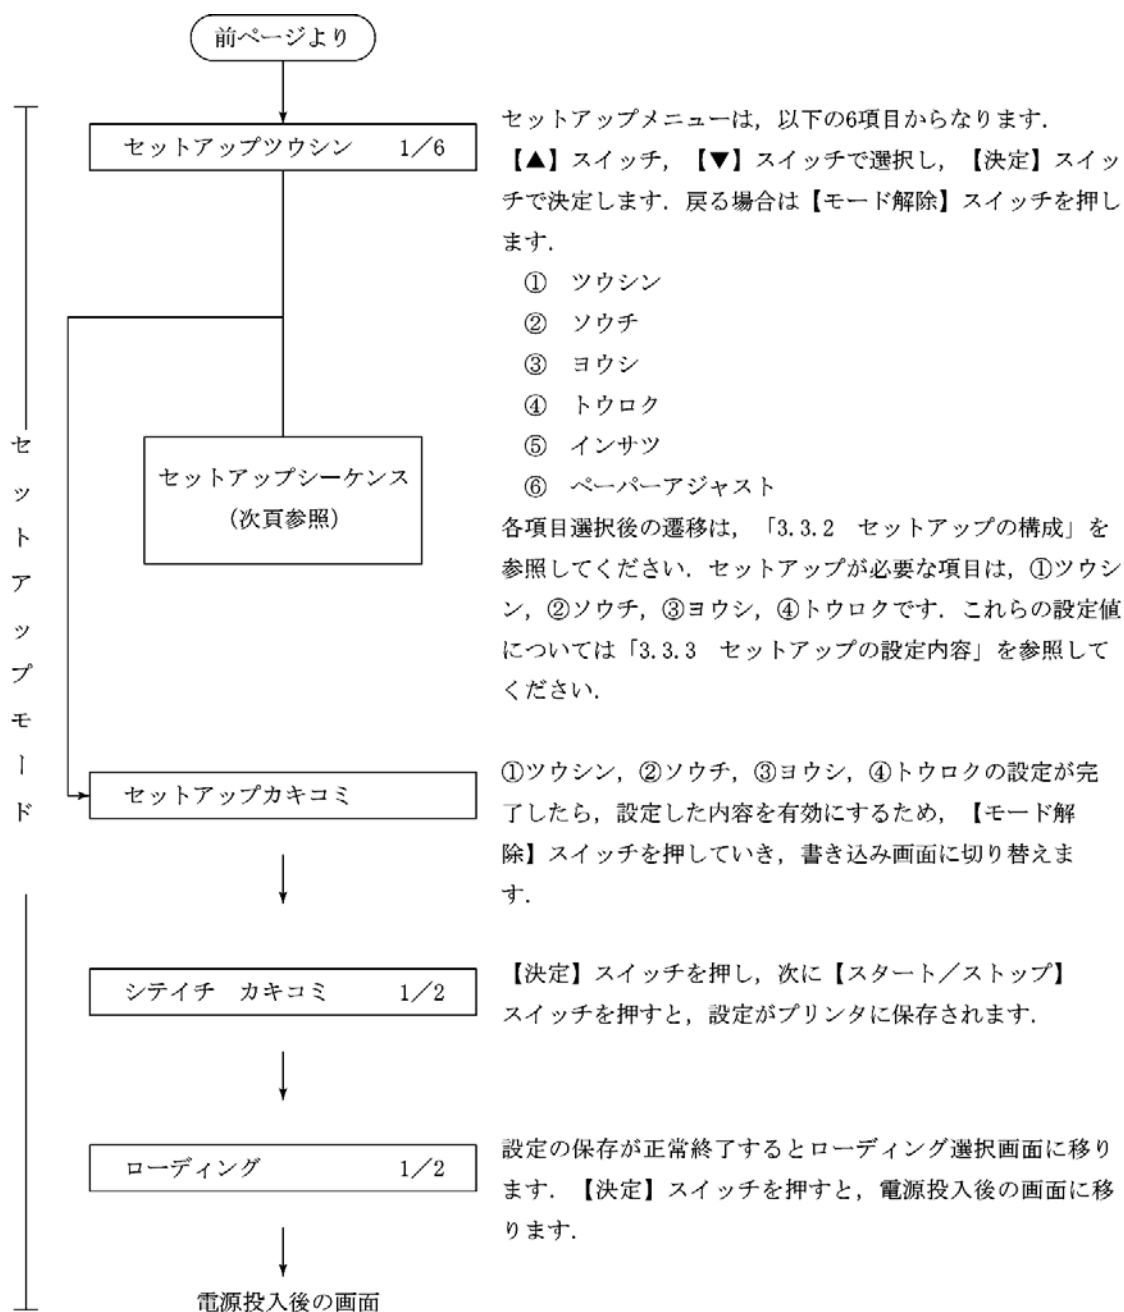 前ページより
セットアップツウシン 1/6
セットアップメニューは，以下の6項目からなります．
【▲】スイッチ，【▼】スイッチで選択し，【決定】スイッ
チで決定します．戻る場合は【モード解除】スイッチを押し
ます．
① ツウシン
② ソウチ
③ ヨウシ
④ トウロク
⑤ インサツ
⑥ ペーパーアジャスト
セットアップシーケンス
(次頁参照)
各項目選択後の遷移は，「3.3.2 セットアップの構成」を
参照してください．セットアップが必要な項目は，①ツウシ
ン，②ソウチ，③ヨウシ，④トウロクです．これらの設定値
については「3.3.3 セットアップの設定内容」を参照して
ください．
セットアップモード
セットアップカキコミ
①ツウシン，②ソウチ，③ヨウシ，④トウロクの設定が完
了したら，設定した内容を有効にするため，【モード解
除】スイッチを押していき，書き込み画面に切り替えま
す．
シテイチ カキコミ 1/2
【決定】スイッチを押し，次に【スタート／ストップ】
スイッチを押すと，設定がプリンタに保存されます．
ローディング 1/2
設定の保存が正常終了するとローディング選択画面に移り
ます．【決定】スイッチを押すと，電源投入後の画面に移
ります．
電源投入後の画面